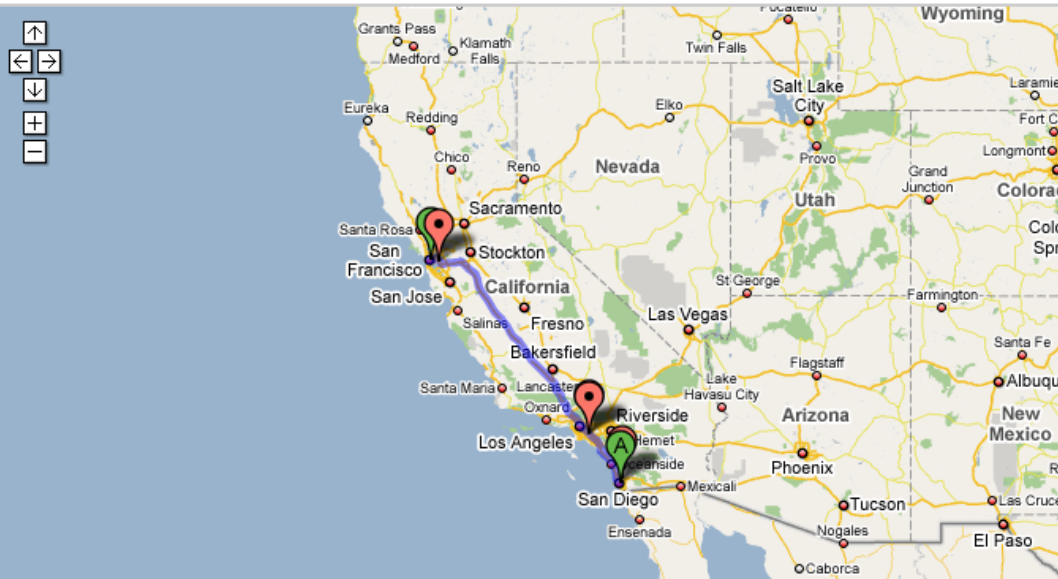 Pocatello
Wyoming
Grants Pass
Klamath
Falls
Medford
Twin Falls
Salt Lake
City
Laramie
Eureka
Redding
Elko
Fort C
Provo
Longmont
Chico
Reno
Nevada
Grand
Junction
Colora
Utah
Sacramento
Santa Rosa
Colo
Spr
San
Francisco
Stockton
San Jose
California
St George
Farmington
Salinas
Fresno
Las Vegas
Santa Fe
Bakersfield
Flagstaff
Albuqu
Santa Maria
Lancaster
Lake
Havasu City
Oxnard
Riverside
Arizona
New
Mexico
Los Angeles
A
Hemet
Oceanside
Phoenix
R
San Diego
Mexicali
Tucson
Las Cruce
Ensenada
Nogales
El Paso
Caborca